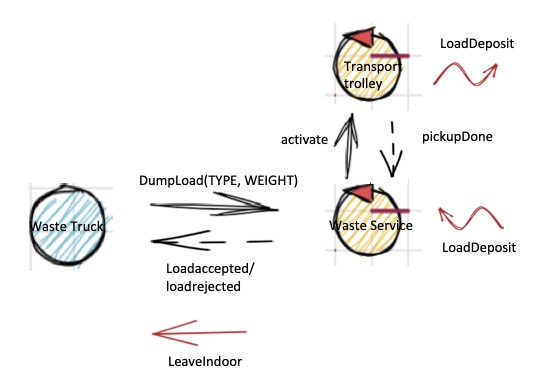 LoadDeposit
Transport
trolley
activate
pickupDone
DumpLoad(TYPE, WEIGHT)
Waste Truck
Waste Service
LoadDeposit
Loadaccepted/
loadrejected
LeaveIndoor